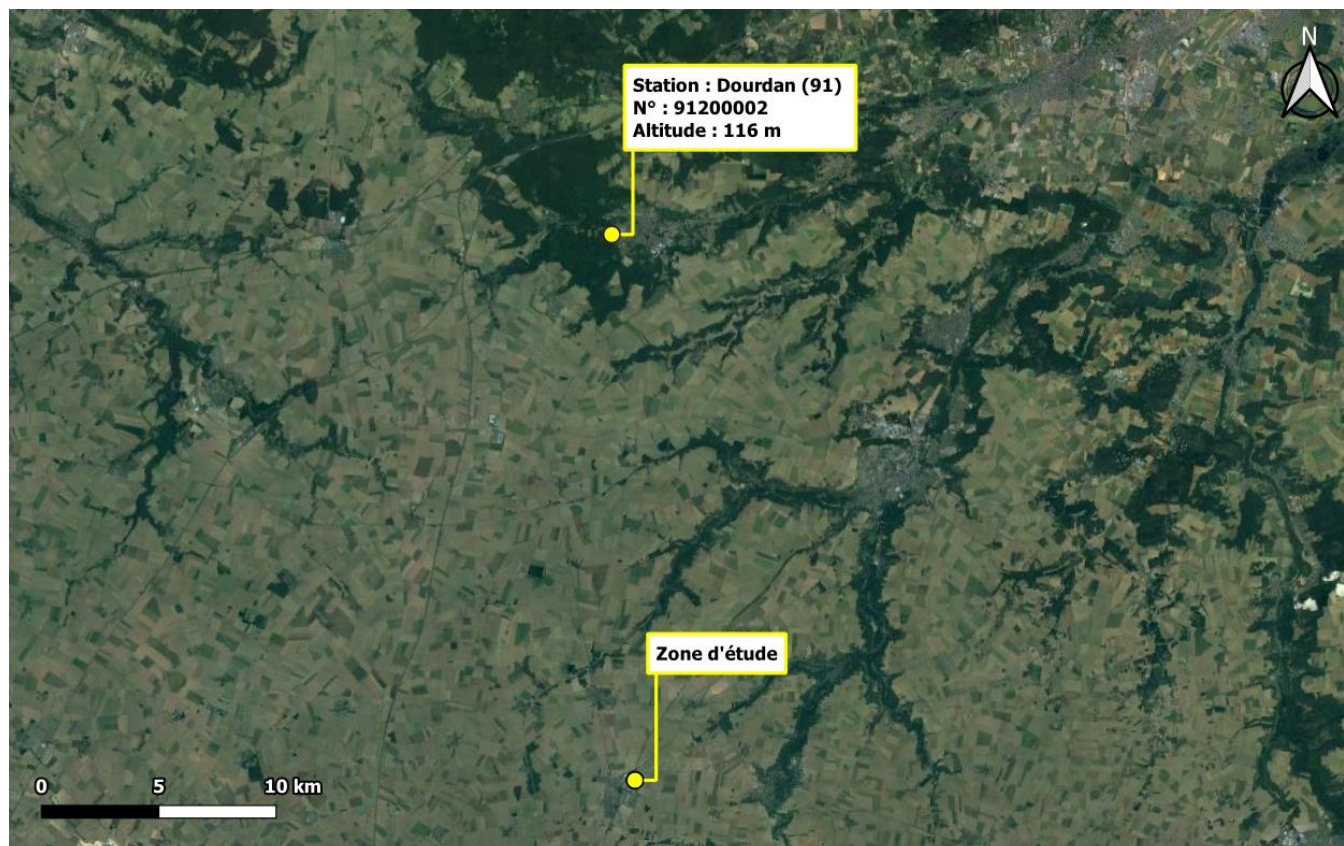 N
Station : Dourdan (91)
N° : 91200002
Altitude : 116 m
Zone d'étude
0 5 10 km